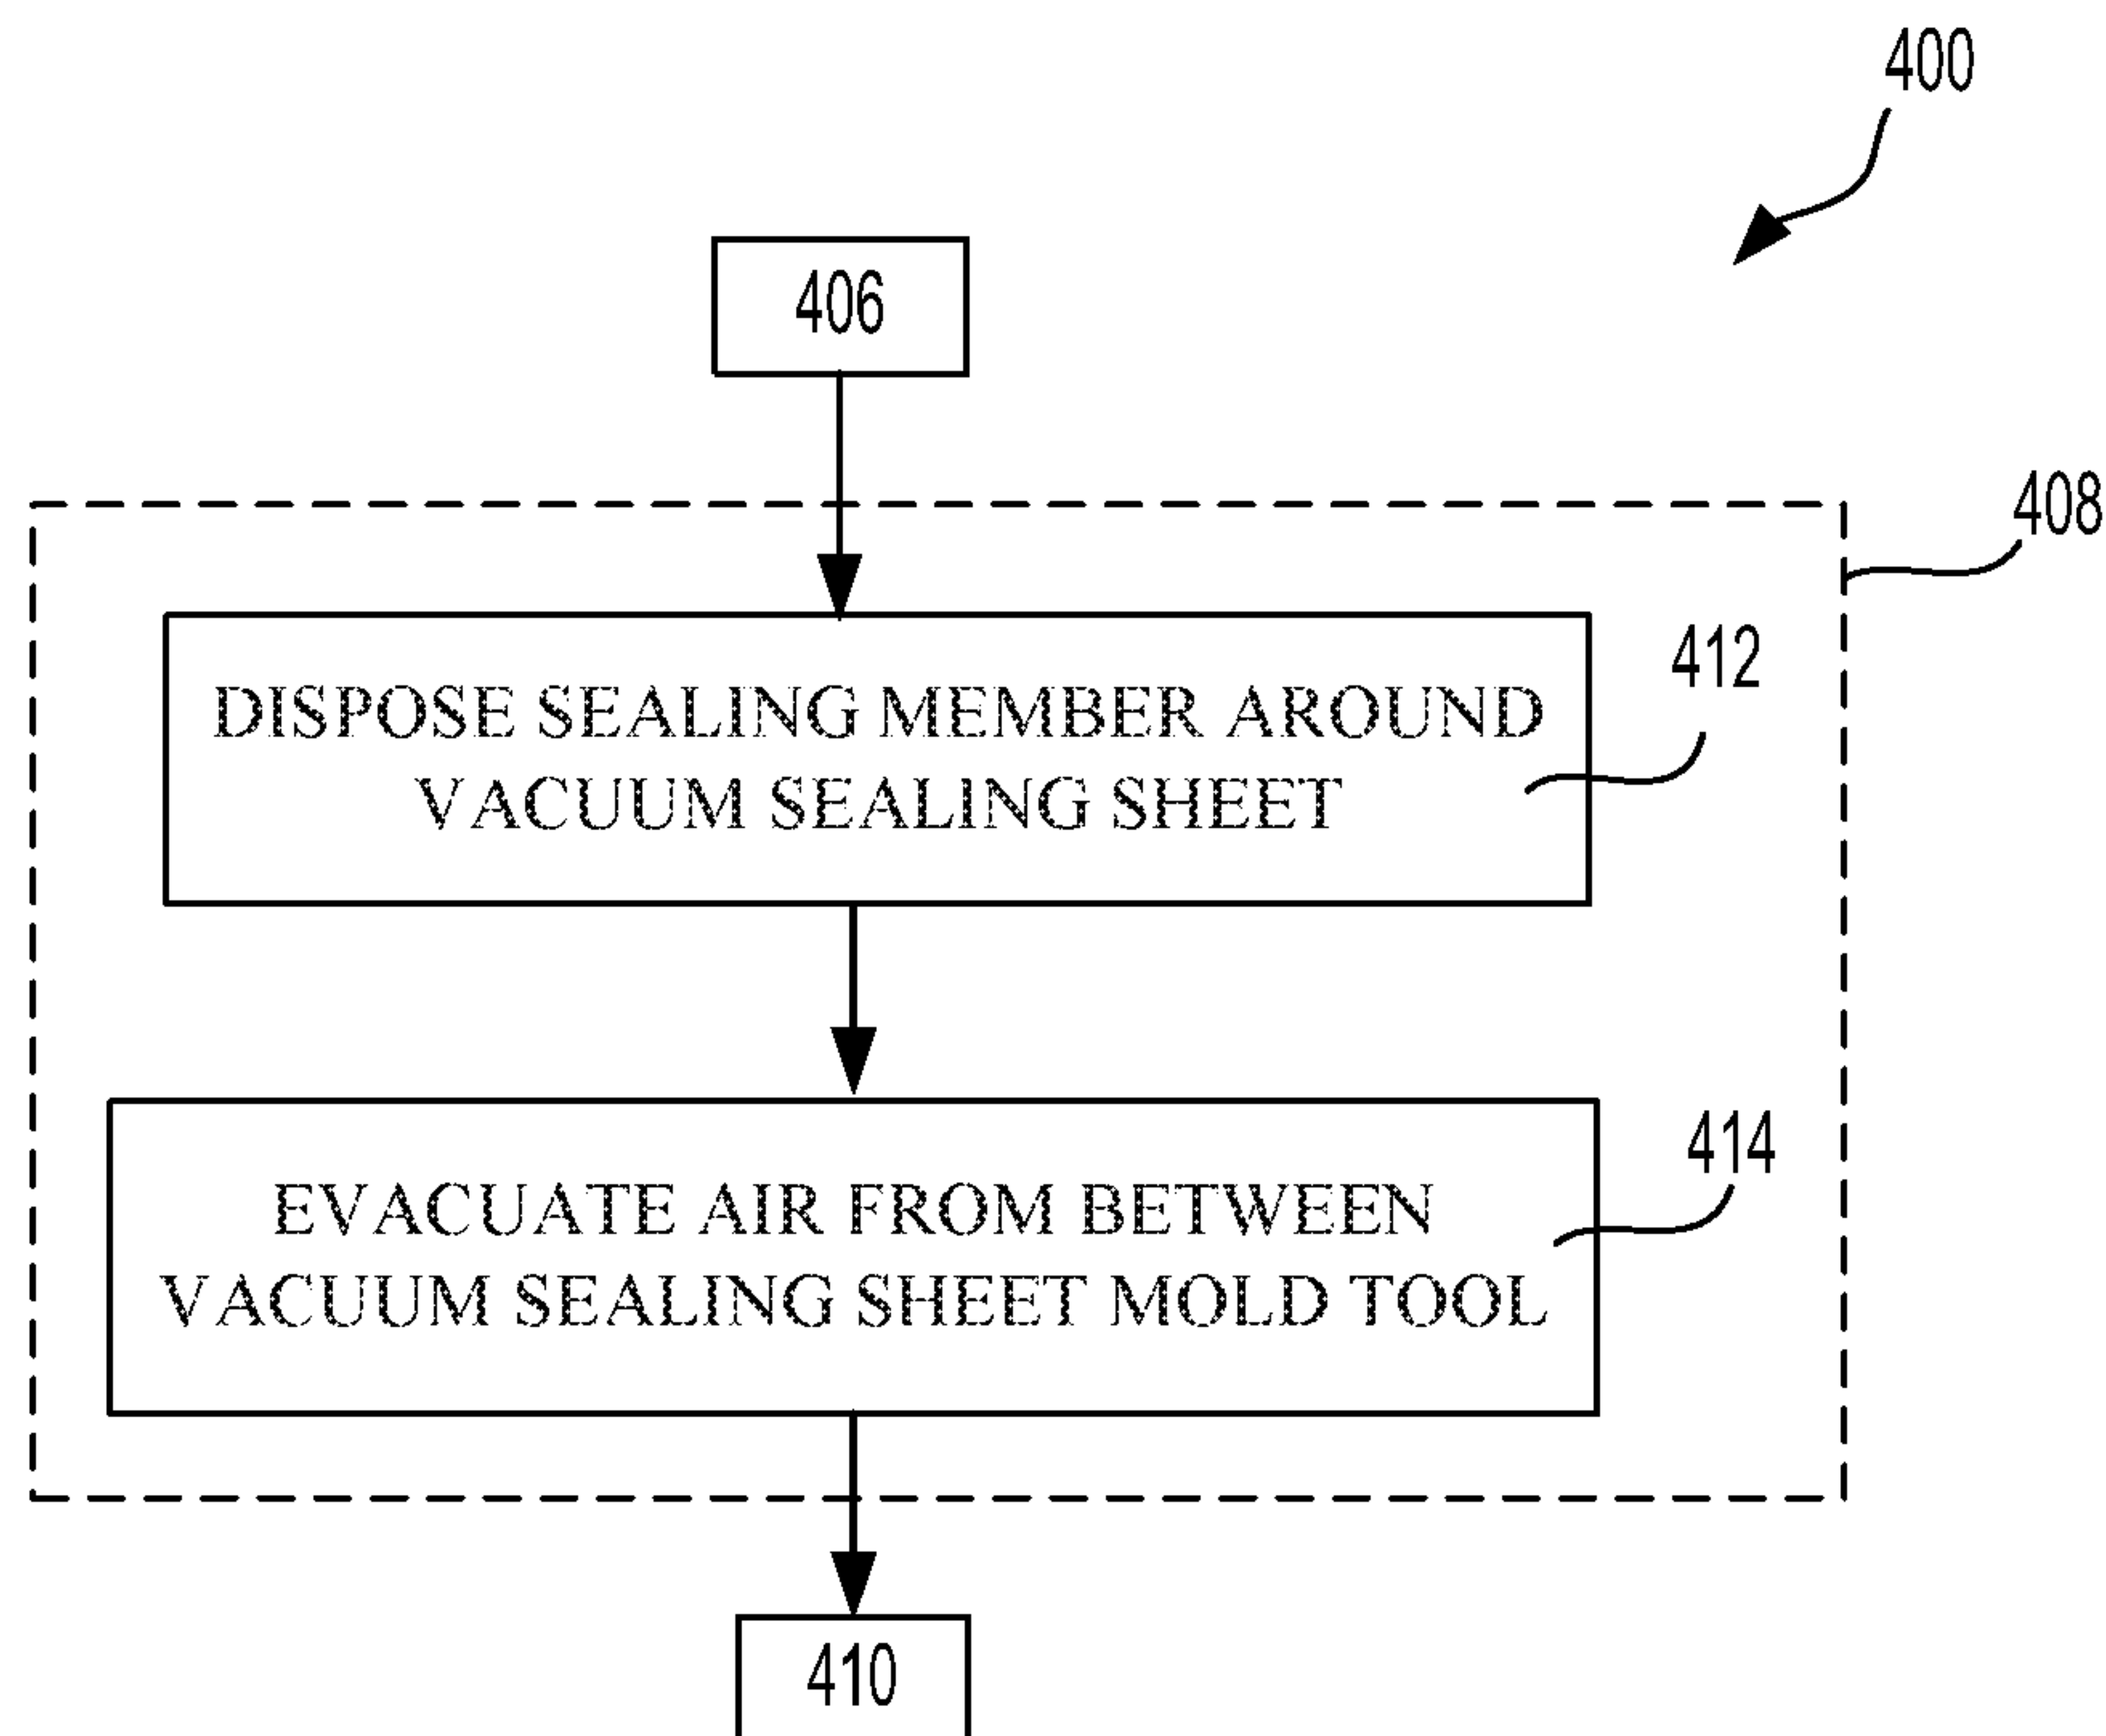 400
406
408
412
DISPOSE SEALING MEMBER AROUND
VACUUM SEALING SHEET
414
EVACUATE AIR FROM BETWEEN
VACUUM SEALING SHEET MOLD TOOL
410